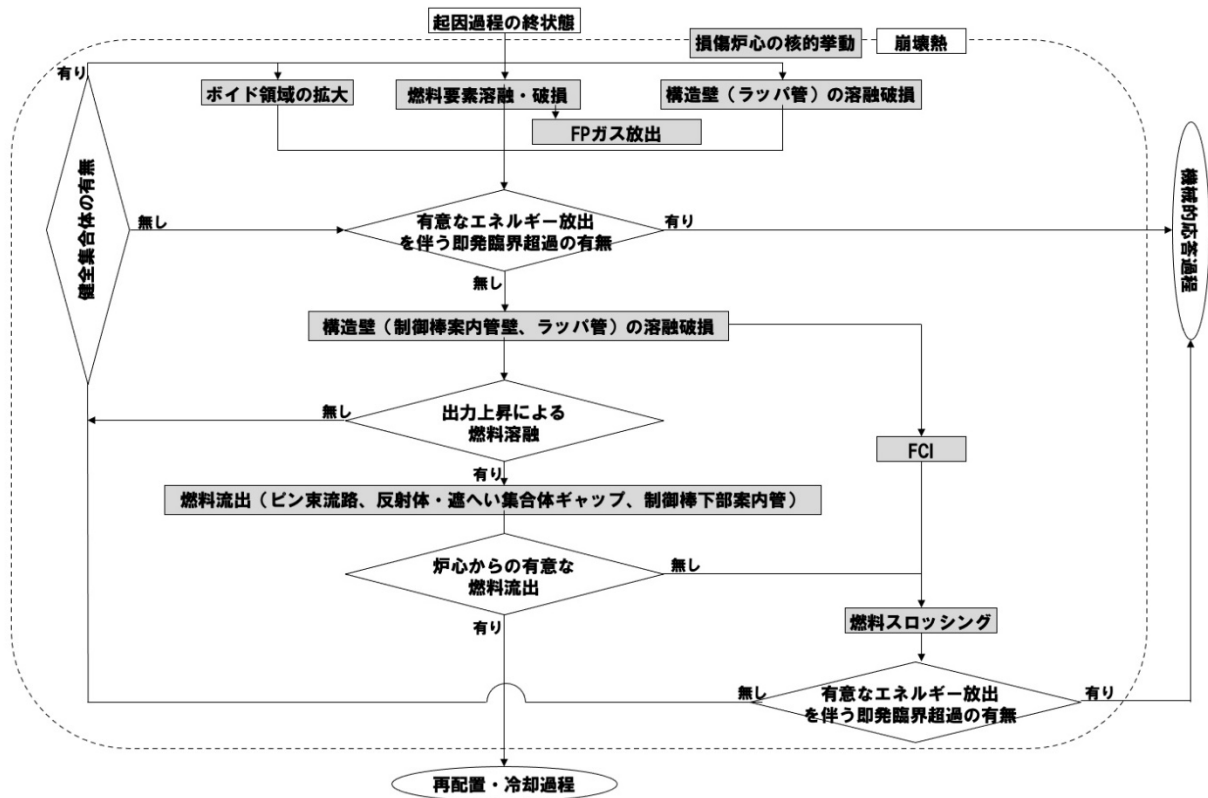 起因過程の終状態
損傷炉心の核的挙動
崩壊熱
有り
ボイド領域の拡大
燃料要素溶融・破損
構造壁（ラッパ管）の溶融破損
FPガス放出
健全集合体の有無
無し
有意なエネルギー放出
を伴う即発臨界超過の有無
有り
機械的応答過程
無し
構造壁（制御棒案内管壁、ラッパ管）の溶融破損
無し
出力上昇による
燃料溶融
FCI
有り
燃料流出（ピン束流路、反射体・遮へい集合体ギャップ、制御棒下部案内管）
炉心からの有意な
燃料流出
無し
有り
燃料スロッシング
無し
有意なエネルギー放出
を伴う即発臨界超過の有無
有り
再配置・冷却過程